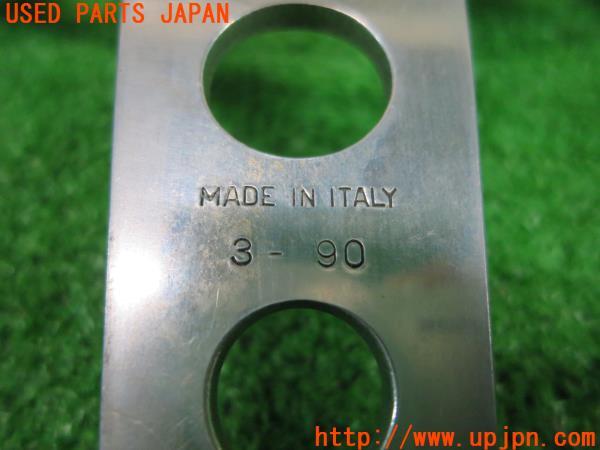 USED PARTS JAPAN
MADE IN ITALY
3 - 90
http://www.upjpn.com